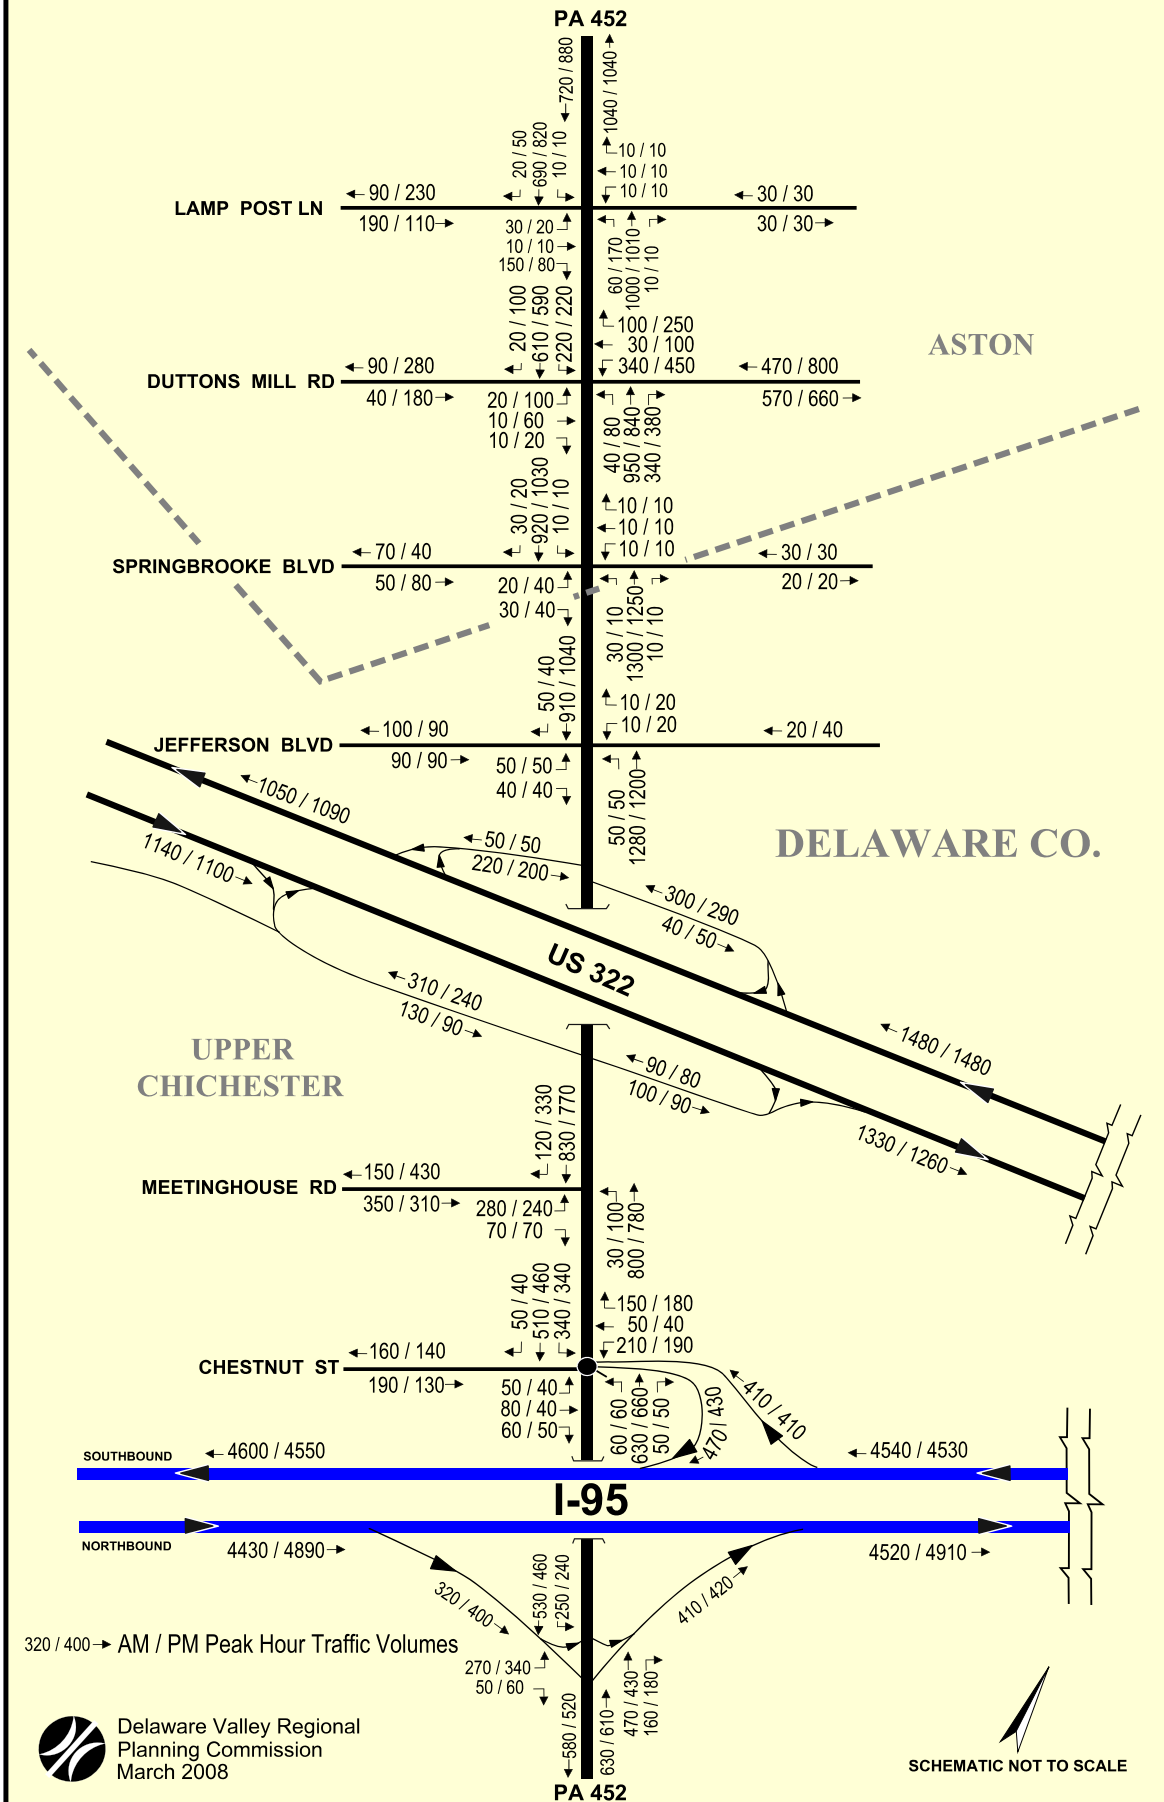 PA 452
720 / 880
1040 / 1040
20 / 50
690 / 820
10 / 10
10 / 10
10 / 10
10 / 10
90 / 230
30 / 30
LAMP POST LN
190 / 110
30 / 30
30 / 20
10 / 10
150 / 80
60 / 170
1000 / 1010
10 / 10
20 / 100
610 / 590
220 / 220
100 / 250
30 / 100
340 / 450
ASTON
90 / 280
470 / 800
DUTTONS MILL RD
40 / 180
570 / 660
20 / 100
10 / 60
10 / 20
40 / 80
950 / 840
340 / 380
30 / 20
920 / 1030
10 / 10
10 / 10
10 / 10
10 / 10
70 / 40
30 / 30
SPRINGBROOKE BLVD
50 / 80
20 / 20
20 / 40
30 / 40
30 / 10
1300 / 1250
10 / 10
50 / 40
910 / 1040
10 / 20
10 / 20
100 / 90
20 / 40
JEFFERSON BLVD
90 / 90
50 / 50
40 / 40
50 / 50
1280 / 1200
1050 / 1090
DELAWARE CO.
1140 / 1100
50 / 50
220 / 200
300 / 290
40 / 50
US 322
310 / 240
130 / 90
1480 / 1480
UPPER
CHICHESTER
90 / 80
100 / 90
1330 / 1260
120 / 330
830 / 770
150 / 430
MEETINGHOUSE RD
350 / 310
280 / 240
70 / 70
30 / 100
800 / 780
50 / 40
510 / 460
340 / 340
150 / 180
50 / 40
210 / 190
160 / 140
CHESTNUT ST
190 / 130
50 / 40
80 / 40
60 / 50
60 / 60
630 / 660
50 / 50
470 / 430
410 / 410
SOUTHBOUND
4600 / 4550
4540 / 4530
I-95
NORTHBOUND
4430 / 4890
4520 / 4910
320 / 400
530 / 460
250 / 240
410 / 420
320 / 400 AM / PM Peak Hour Traffic Volumes
270 / 340
50 / 60
470 / 430
160 / 180
580 / 520
630 / 610
Delaware Valley Regional
Planning Commission
March 2008
SCHEMATIC NOT TO SCALE
PA 452